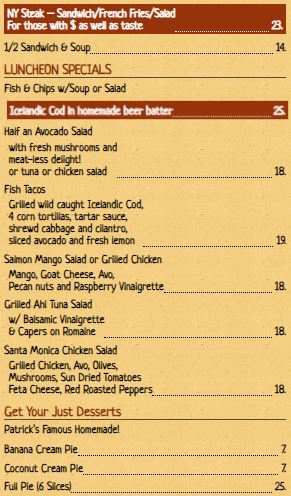 NY Steak – Sandwich/French Fries/Salad
For those with $ as well as taste 23.
1/2 Sandwich & Soup 14.
LUNCHEON SPECIALS
Fish & Chips w/Soup or Salad
Icelandic Cod in homemade beer batter 25.
Half an Avocado Salad
with fresh mushrooms and
meat-less delight!
or tuna or chicken salad 18.
Fish Tacos
Grilled wild caught Icelandic Cod,
4 corn tortillas, tartar sauce,
shrewd cabbage and cilantro,
sliced avocado and fresh lemon 19.
Salmon Mango Salad or Grilled Chicken
Mango, Goat Cheese, Avo,
Pecan nuts and Raspberry Vinaigrette 18.
Grilled Ahi Tuna Salad
w/ Balsamic Vinaigrette
& Capers on Romaine 18.
Santa Monica Chicken Salad
Grilled Chicken, Avo, Olives,
Mushrooms, Sun Dried Tomatoes
Feta Cheese, Red Roasted Peppers 18.
Get Your Just Desserts
Patrick's Famous Homemade!
Banana Cream Pie 7.
Coconut Cream Pie 7.
Full Pie (6 Slices) 25.